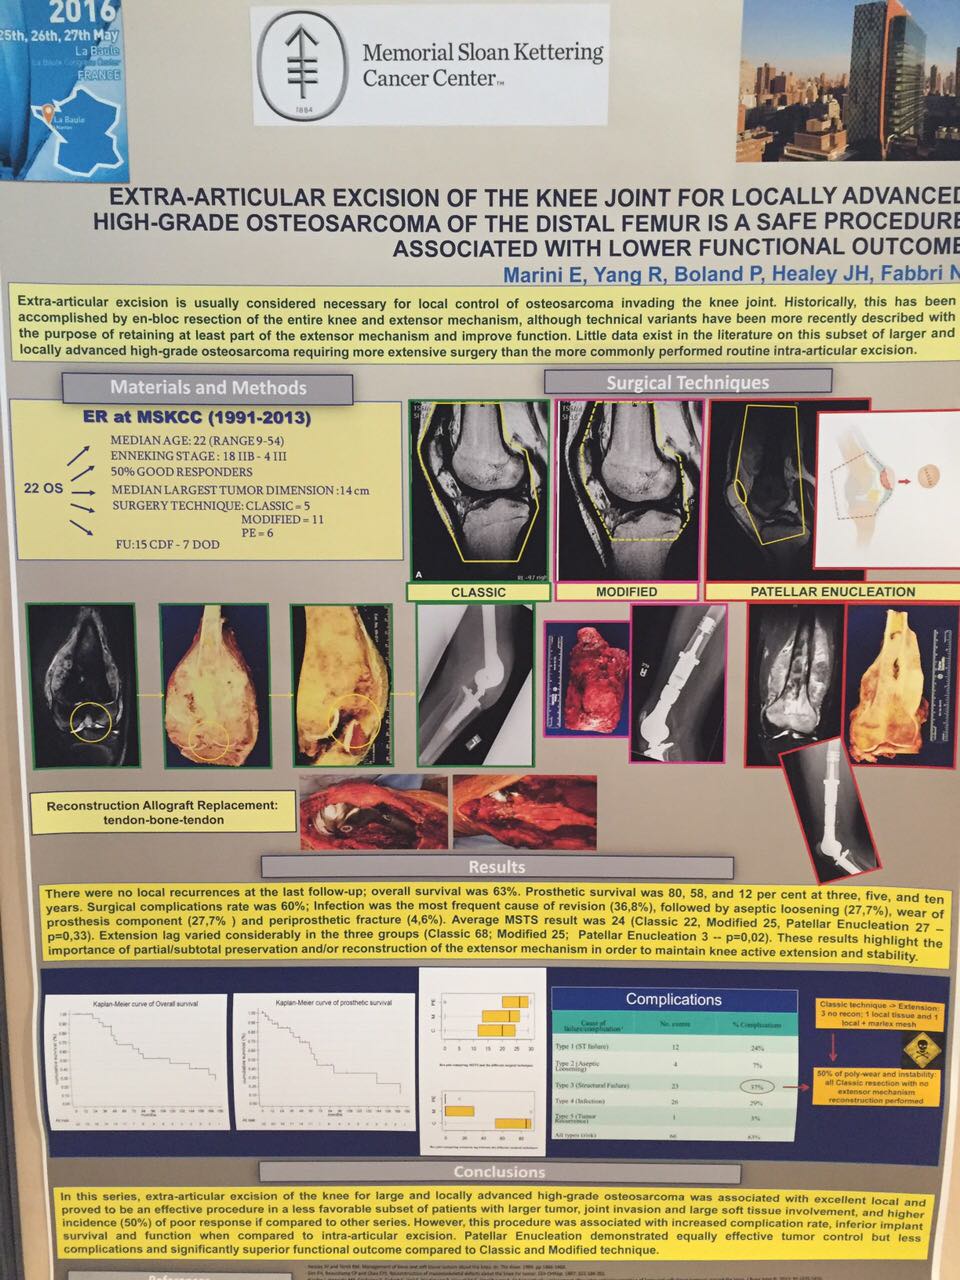 2016
25th, 26th, 27th May
La Baule
La Baule Congress Center
FRANCE
La Baule
Nantes
1884
Memorial Sloan Kettering
Cancer Center™
EXTRA-ARTICULAR EXCISION OF THE KNEE JOINT FOR LOCALLY ADVANCED
HIGH-GRADE OSTEOSARCOMA OF THE DISTAL FEMUR IS A SAFE PROCEDURE
ASSOCIATED WITH LOWER FUNCTIONAL OUTCOME
Marini E, Yang R, Boland P, Healey JH, Fabbri N
Extra-articular excision is usually considered necessary for local control of osteosarcoma invading the knee joint. Historically, this has been
accomplished by en-bloc resection of the entire knee and extensor mechanism, although technical variants have been more recently described with
the purpose of retaining at least part of the extensor mechanism and improve function. Little data exist in the literature on this subset of larger and
locally advanced high-grade osteosarcoma requiring more extensive surgery than the more commonly performed routine intra-articular excision.
Materials and Methods
ER at MSKCC (1991-2013)
22 OS
MEDIAN AGE: 22 (RANGE 9-54)
ENNEKING STAGE : 18 IIB - 4 III
50% GOOD RESPONDERS
MEDIAN LARGEST TUMOR DIMENSION :14 cm
SURGERY TECHNIQUE: CLASSIC = 5
MODIFIED = 11
PE = 6
FU: 15 CDF - 7 DOD
Surgical Techniques
A
CLASSIC
MODIFIED
PATELLAR ENUCLEATION
Reconstruction Allograft Replacement:
tendon-bone-tendon
Results
There were no local recurrences at the last follow-up; overall survival was 63%. Prosthetic survival was 80, 58, and 12 per cent at three, five, and ten
years. Surgical complications rate was 60%; Infection was the most frequent cause of revision (36,8%), followed by aseptic loosening (27,7%), wear of
prosthesis component (27,7% ) and periprosthetic fracture (4,6%). Average MSTS result was 24 (Classic 22, Modified 25, Patellar Enucleation 27 –
p=0,33). Extension lag varied considerably in the three groups (Classic 68; Modified 25; Patellar Enucleation 3 -- p=0,02). These results highlight the
importance of partial/subtotal preservation and/or reconstruction of the extensor mechanism in order to maintain knee active extension and stability.
Kaplan-Meier curve of Overall survival
Kaplan-Meier curve of prosthetic survival
PE
M
C
0 5 10 15 20 25 30
PE
M
C
0 20 40 60 80
Complications
Cause of failure/complication No. events % Complications
Type 1 (ST failure) 12 24%
Type 2 (Aseptic Loosening) 4 7%
Type 3 (Structural Failure) 23 37%
Type 4 (Infection) 26 29%
Type 5 (Tumor Recurrence) 1 3%
All types (risk) 66 63%
Classic technique -> Extension:
3 no recon; 1 local tissue and 1
local + marlex mesh
50% of poly-wear and instability:
all Classic resection with no
extensor mechanism
reconstruction performed
Conclusions
In this series, extra-articular excision of the knee for large and locally advanced high-grade osteosarcoma was associated with excellent local and
proved to be an effective procedure in a less favorable subset of patients with larger tumor, joint invasion and large soft tissue involvement, and higher
incidence (50%) of poor response if compared to other series. However, this procedure was associated with increased complication rate, inferior implant
survival and function when compared to intra-articular excision. Patellar Enucleation demonstrated equally effective tumor control but less
complications and significantly superior functional outcome compared to Classic and Modified technique.